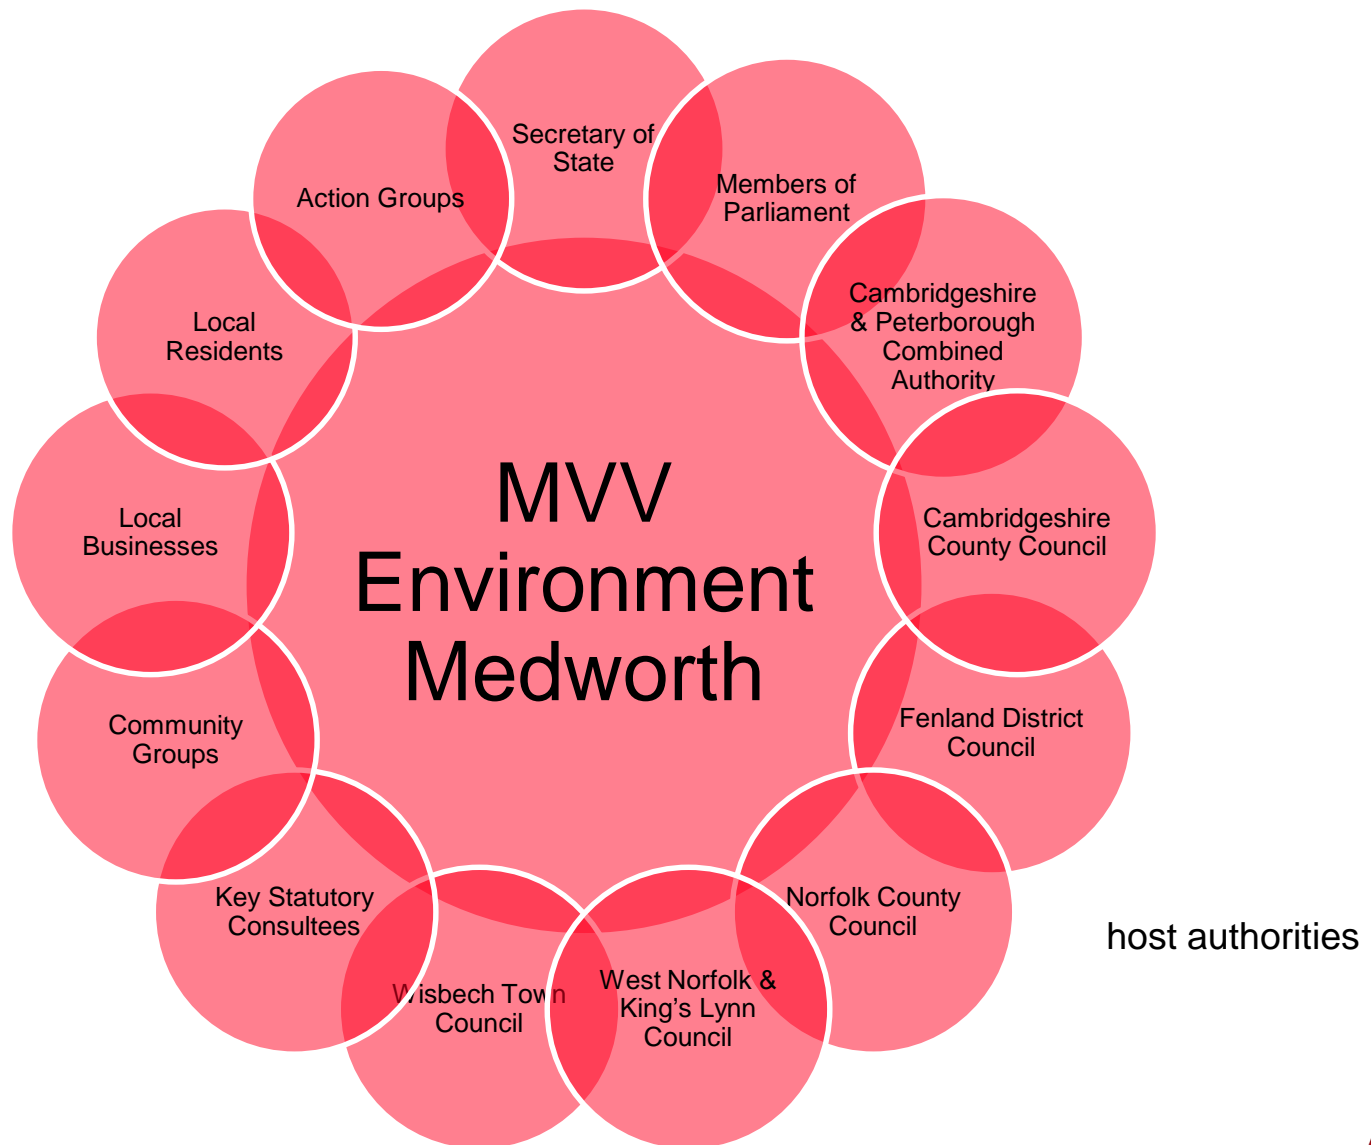 Secretary of
State
Members of
Parliament
Cambridgeshire
& Peterborough
Combined
Authority
Cambridgeshire
County Council
Fenland District
Council
Norfolk County
Council
West Norfolk &
King's Lynn
Council
Wisbech Town
Council
Key Statutory
Consultees
Community
Groups
Local
Businesses
Local
Residents
Action Groups
MVV
Environment
Medworth
host authorities